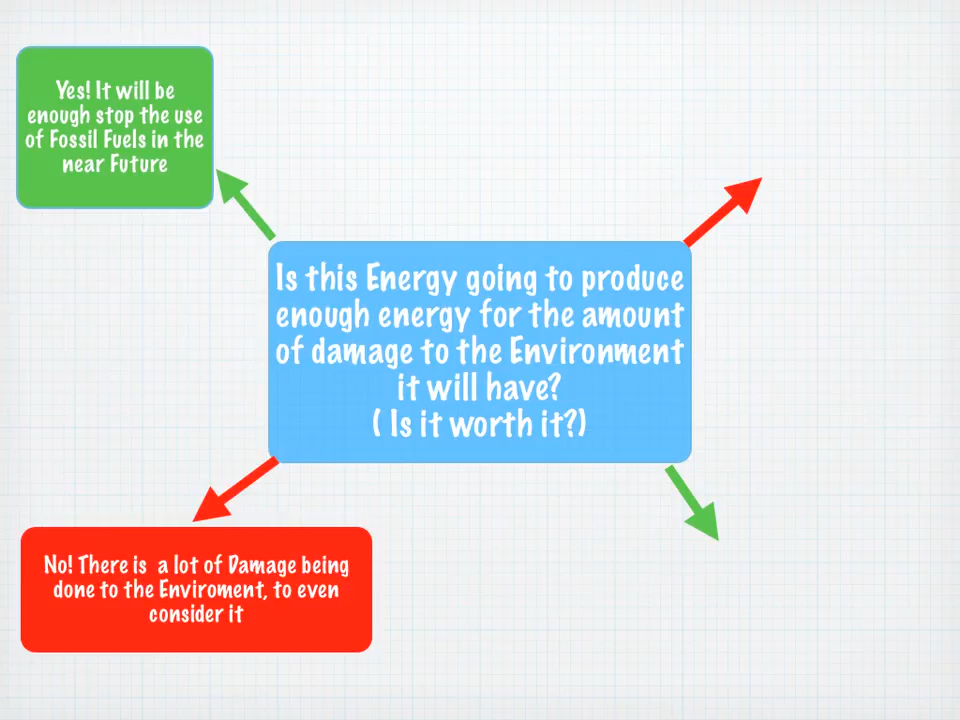 Yes! It will be
enough stop the use
of Fossil Fuels in the
near Future
Is this Energy going to produce
enough energy for the amount
of damage to the Environment
it will have?
( Is it worth it?)
No! There is  a lot of Damage being
done to the Enviroment, to even
consider it